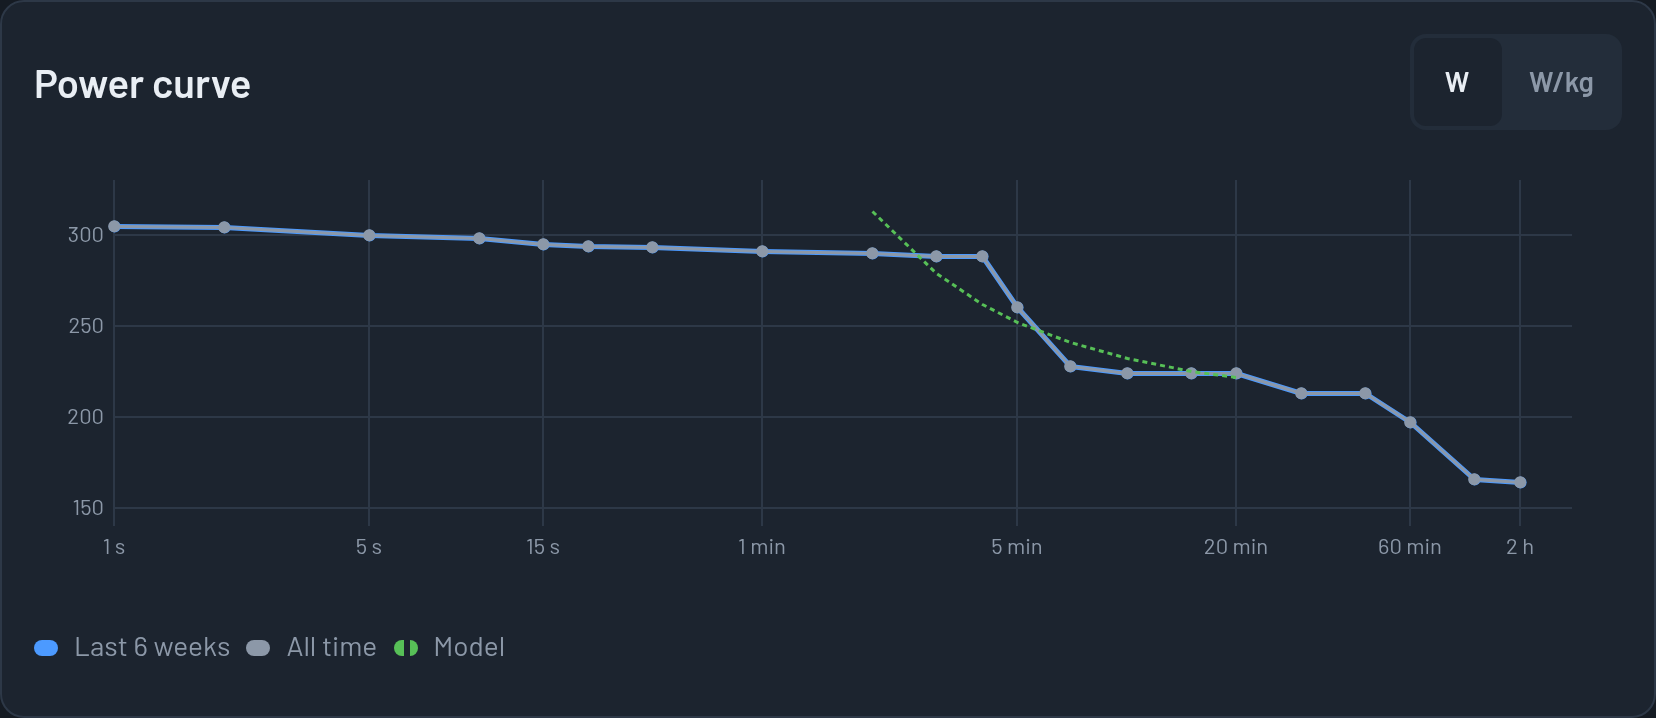 Power curve
W W/kg
300
250
200
150
1 s 5 s 15 s 1 min 5 min 20 min 60 min 2 h
Last 6 weeks All time Model